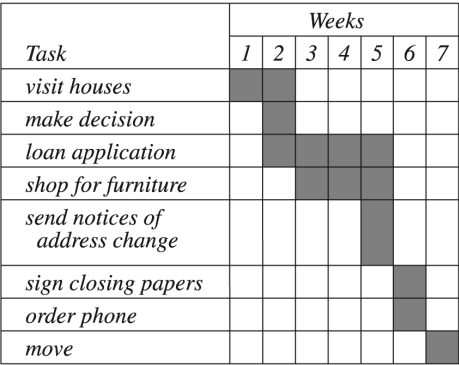 Weeks
Task 1 2 3 4 5 6 7
visit houses
make decision
loan application
shop for furniture
send notices of
address change
sign closing papers
order phone
move